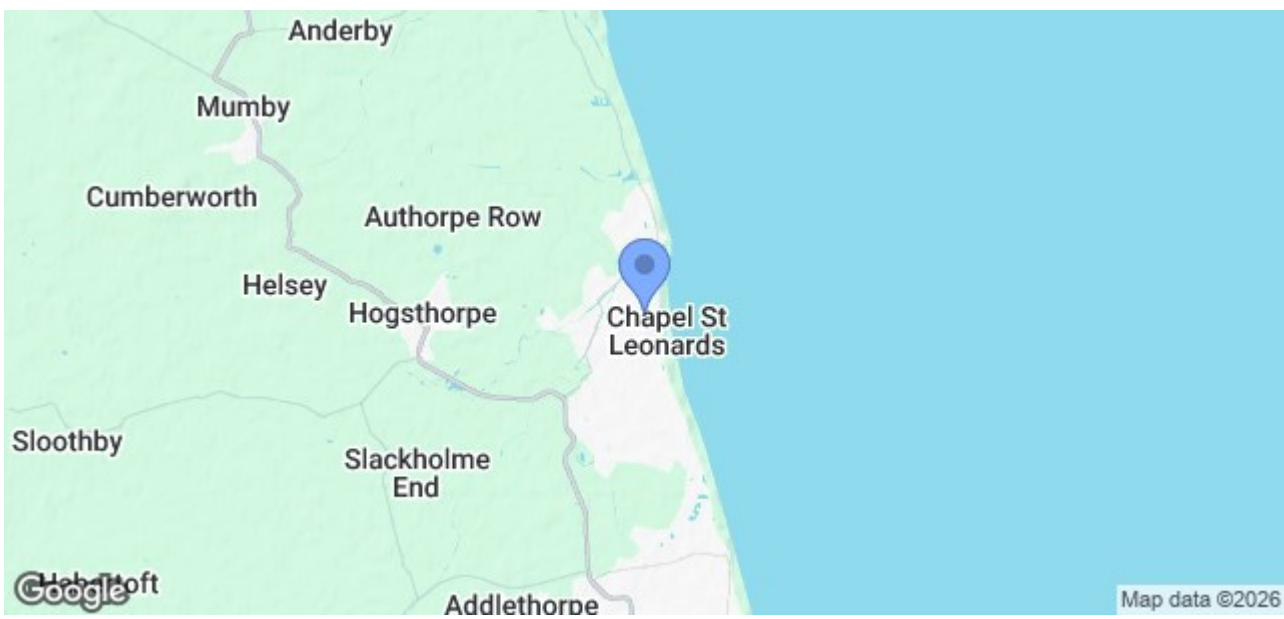 Anderby
Mumby
Cumberworth
Authorpe Row
Helsey
Hogsthorpe
Chapel St
Leonards
Sloothby
Slackholme
End
Google
Addlethorpe
Map data ©2026